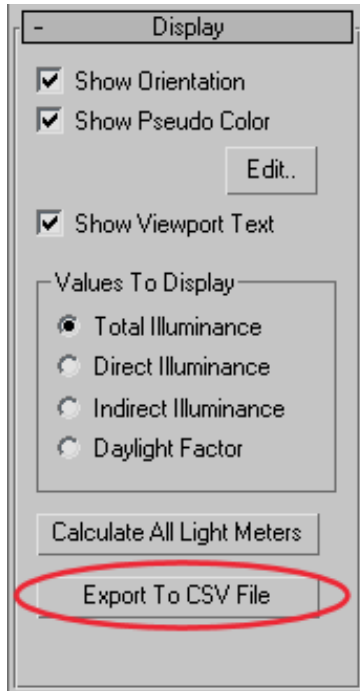 - Display
Show Orientation
Show Pseudo Color
Edit..
Show Viewport Text
Values To Display
Total Illuminance
Direct Illuminance
Indirect Illuminance
Daylight Factor
Calculate All Light Meters
Export To CSV File